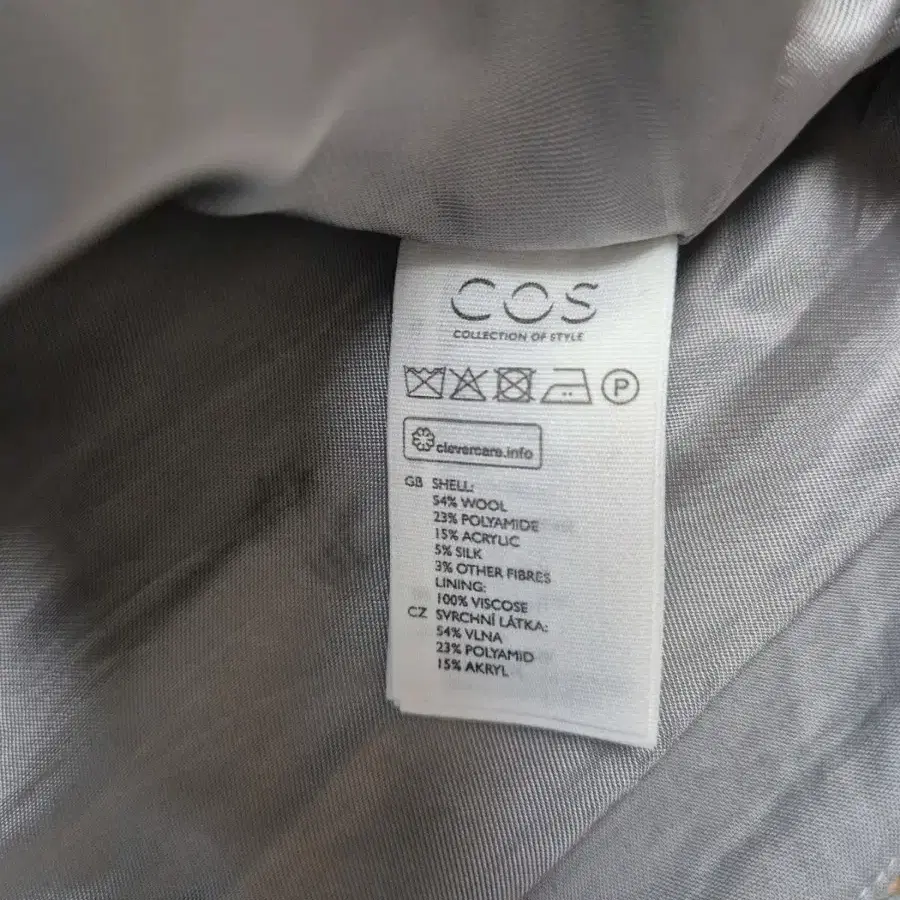 COS
COLLECTION OF STYLE
P
clevercare.info
GB SHELL:
54% WOOL
23% POLYAMIDE
15% ACRYLIC
5% SILK
3% OTHER FIBRES
LINING:
100% VISCOSE
CZ SVRCHNÍ LÁTKA:
54% VLNA
23% POLYAMID
15% AKRYL